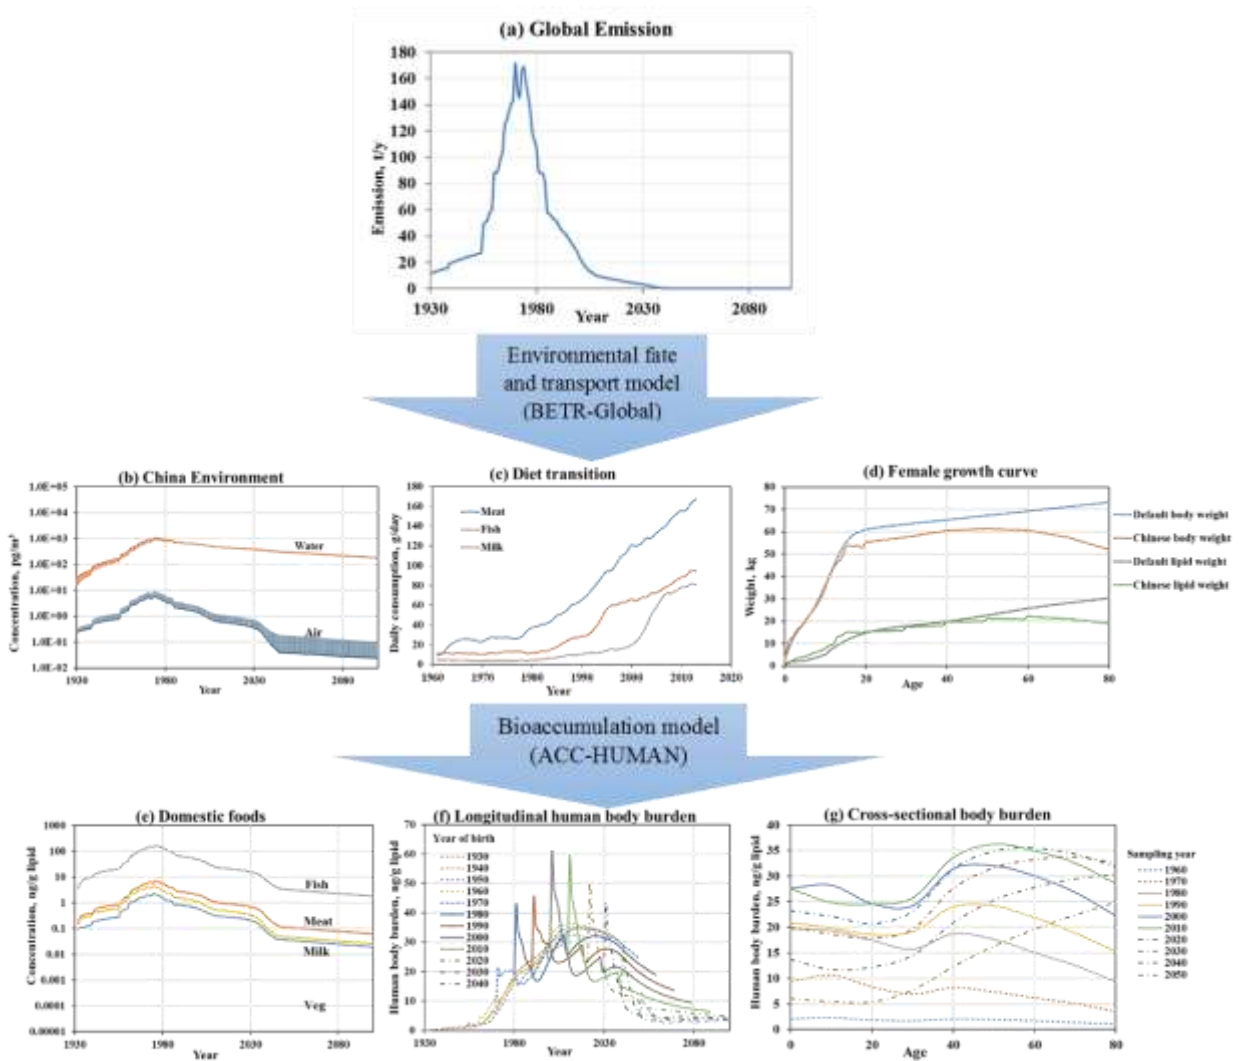 (a) Global Emission
180
160
140
120
100
80
60
40
20
0
Emission, t/y
1930 1980 2030 2080
Year
Environmental fate
and transport model
(BETR-Global)
(b) China Environment
1.0E+05
1.0E+04
1.0E+03
1.0E+02
1.0E+01
1.0E+00
1.0E-01
1.0E-02
Concentration, pg/m³
Water
Air
1930 1980 2030 2080
Year
(c) Diet transition
180
160
140
120
100
80
60
40
20
0
Daily consumption, g/day
Meat
Fish
Milk
1960 1970 1980 1990 2000 2010 2020
Year
(d) Female growth curve
80
70
60
50
40
30
20
10
0
Weight, kg
0 20 40 60 80
Age
Default body weight
Chinese body weight
Default lipid weight
Chinese lipid weight
Bioaccumulation model
(ACC-HUMAN)
(e) Domestic foods
1000
100
10
1
0.1
0.01
0.001
0.0001
0.00001
Concentration, ng/g lipid
Fish
Meat
Milk
Veg
1930 1980 2030 2080
Year
(f) Longitudinal human body burden
70
60
50
40
30
20
10
0
Human body burden, ng/g lipid
Year of birth
1930
1940
1950
1960
1970
1980
1990
2000
2010
2020
2030
2040
1930 1980 2030 2080
Year
(g) Cross-sectional body burden
40
35
30
25
20
15
10
5
0
Human body burden, ng/g lipid
0 20 40 60 80
Age
Sampling year
1960
1970
1980
1990
2000
2010
2020
2030
2040
2050